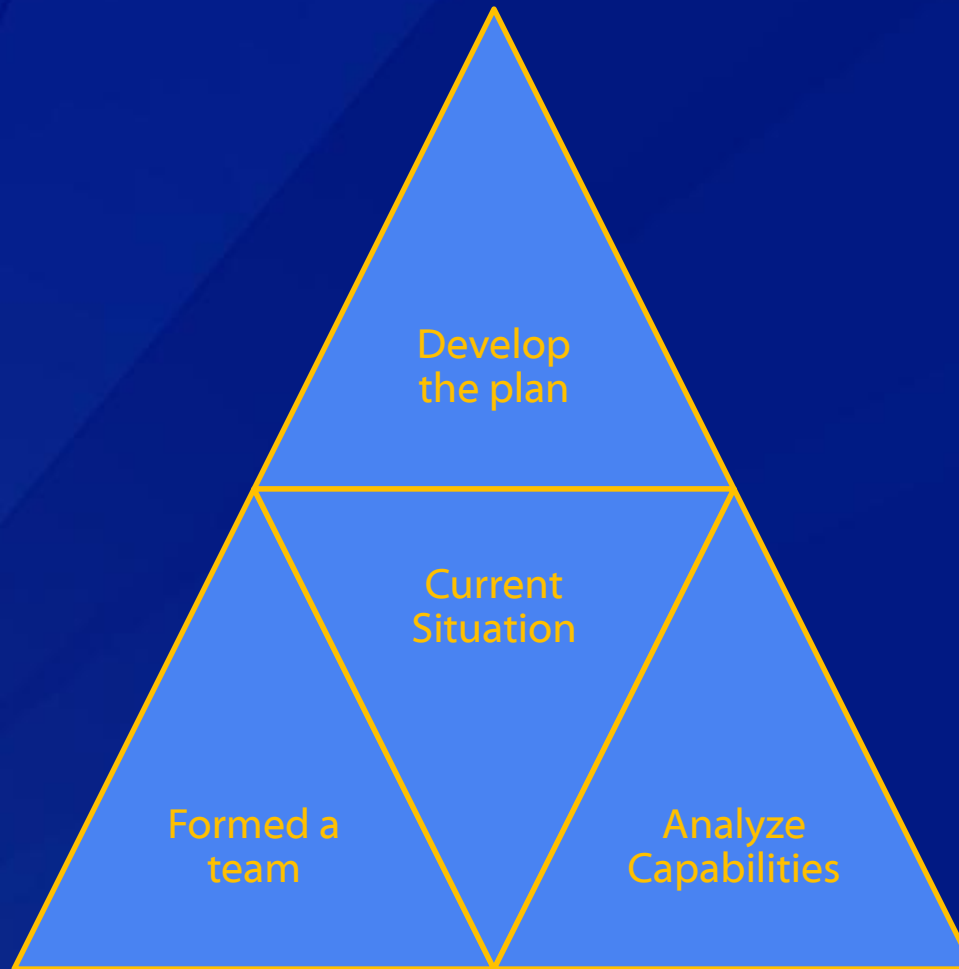 Develop
the plan
Current
Situation
Formed a
team
Analyze
Capabilities